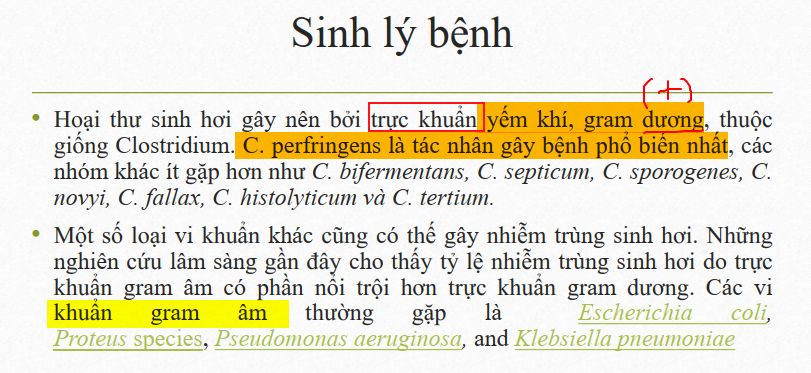 Sinh lý bệnh
(+)
• Hoại thư sinh hơi gây nên bởi trực khuẩn yếm khí, gram dương, thuộc
giống Clostridium. C. perfringens là tác nhân gây bệnh phổ biến nhất, các
nhóm khác ít gặp hơn như C. bifermentans, C. septicum, C. sporogenes, C.
novyi, C. fallax, C. histolyticum và C. tertium.
• Một số loại vi khuẩn khác cũng có thể gây nhiễm trùng sinh hơi. Những
nghiên cứu lâm sàng gần đây cho thấy tỷ lệ nhiễm trùng sinh hơi do trực
khuẩn gram âm có phần nổi trội hơn trực khuẩn gram dương. Các vi
khuẩn gram âm thường gặp là Escherichia coli,
Proteus species, Pseudomonas aeruginosa, and Klebsiella pneumoniae